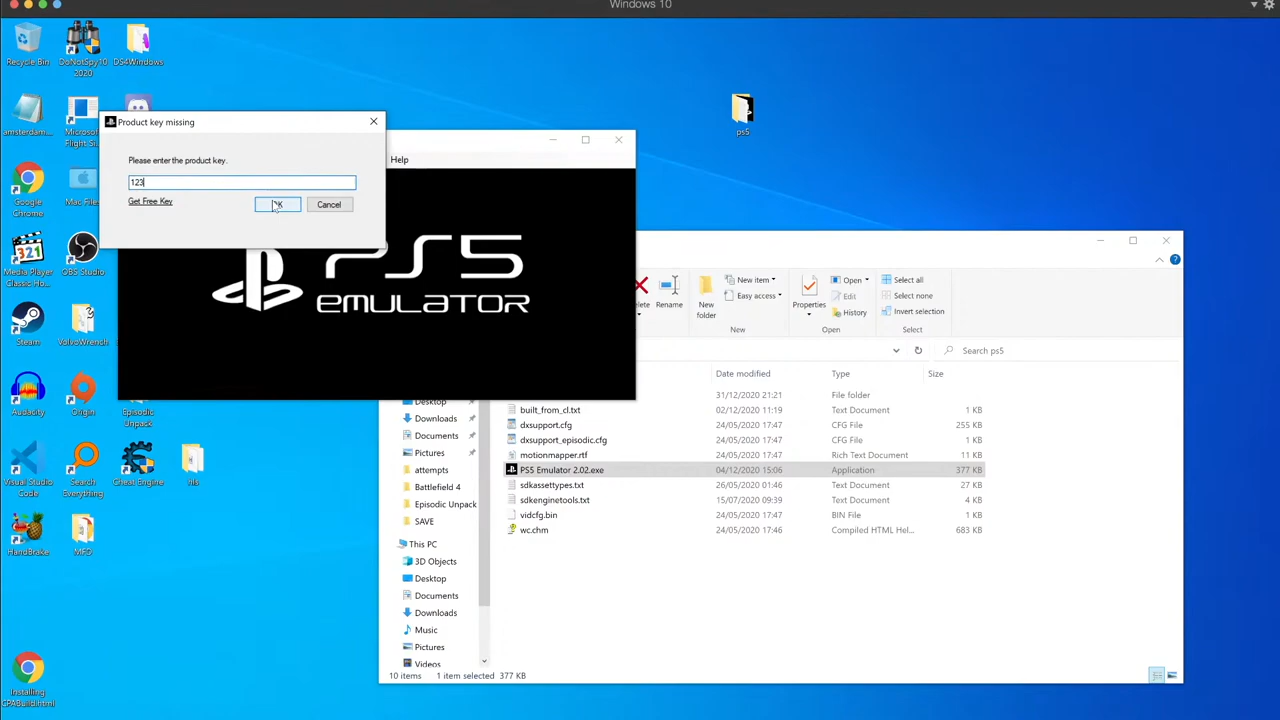 Windows 10
Recycle Bin
DoNotSpy10
2020
DS4Windows
amsterdam...
Microsoft
Flight Si...
Google
Chrome
Mac Files
Media Player
Classic Ho...
OBS Studio
Steam
VolvoWrench
Audacity
Origin
Episodic
Unpack
Visual Studio
Code
Search
Everything
Cheat Engine
hls
HandBrake
MFD
Installing
CPABuild.html
ps5
Product key missing
Please enter the product key.
123
Get Free Key
Cancel
Help
PS5
EMULATOR
Rename
New
folder
New item
Easy access
New
Properties
Open
Edit
History
Open
Select all
Select none
Invert selection
Select
Search ps5
Date modified
Type
Size
31/12/2020 21:21
File folder
built_from_cl.txt
02/12/2020 11:19
Text Document
1 KB
dxsupport.cfg
24/05/2020 17:47
CFG File
255 KB
dxsupport_episodic.cfg
24/05/2020 17:47
CFG File
1 KB
motionmapper.rtf
24/05/2020 17:47
Rich Text Document
11 KB
PS5 Emulator 2.02.exe
04/12/2020 15:06
Application
377 KB
sdkassettypes.txt
26/05/2020 01:46
Text Document
27 KB
sdkenginetools.txt
15/07/2020 09:39
Text Document
4 KB
vidcfg.bin
24/05/2020 17:47
BIN File
1 KB
wc.chm
24/05/2020 17:46
Compiled HTML Hel...
683 KB
Desktop
Downloads
Documents
Pictures
attempts
Battlefield 4
Episodic Unpack
SAVE
This PC
3D Objects
Desktop
Documents
Downloads
Music
Pictures
Videos
10 items
1 item selected
377 KB